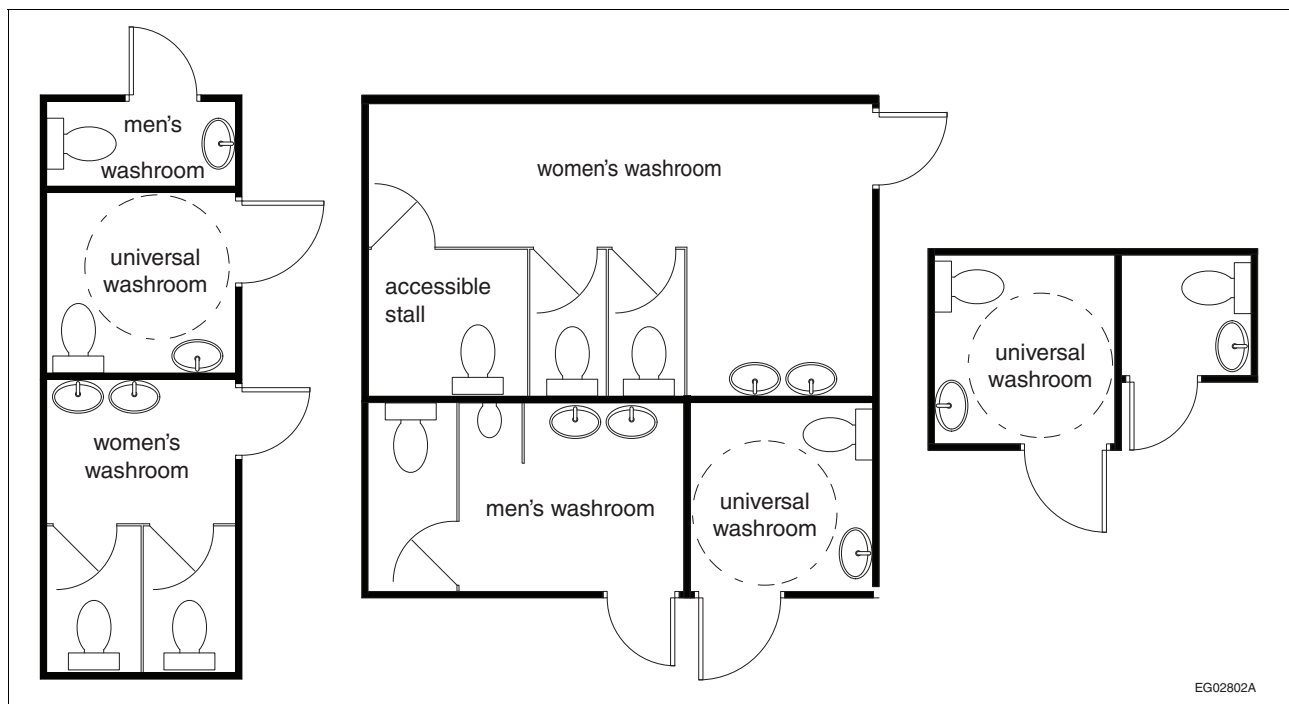 men's
washroom
universal
washroom
women's
washroom
women's washroom
accessible
stall
men's washroom
universal
washroom
universal
washroom
EG02802A